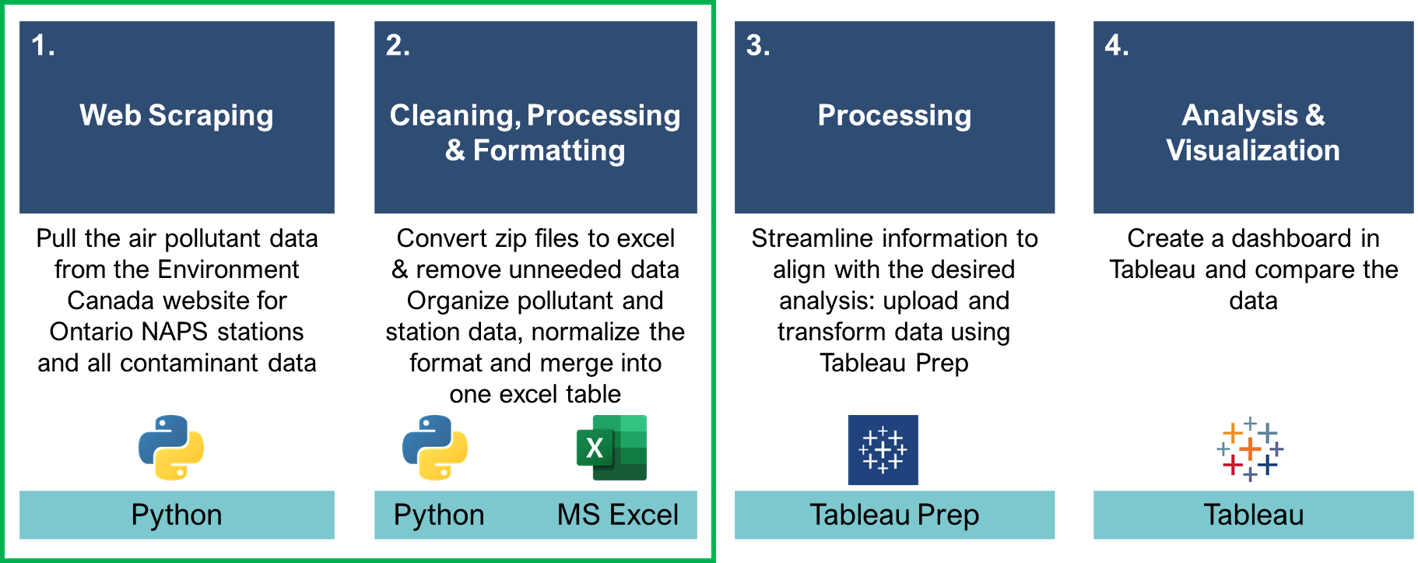 1.
Web Scraping
Pull the air pollutant data
from the Environment
Canada website for
Ontario NAPS stations
and all contaminant data
Python
2.
Cleaning, Processing
& Formatting
Convert zip files to excel
& remove unneeded data
Organize pollutant and
station data, normalize the
format and merge into
one excel table
X
Python
MS Excel
3.
Processing
Streamline information to
align with the desired
analysis: upload and
transform data using
Tableau Prep
Tableau Prep
4.
Analysis &
Visualization
Create a dashboard in
Tableau and compare the
data
Tableau